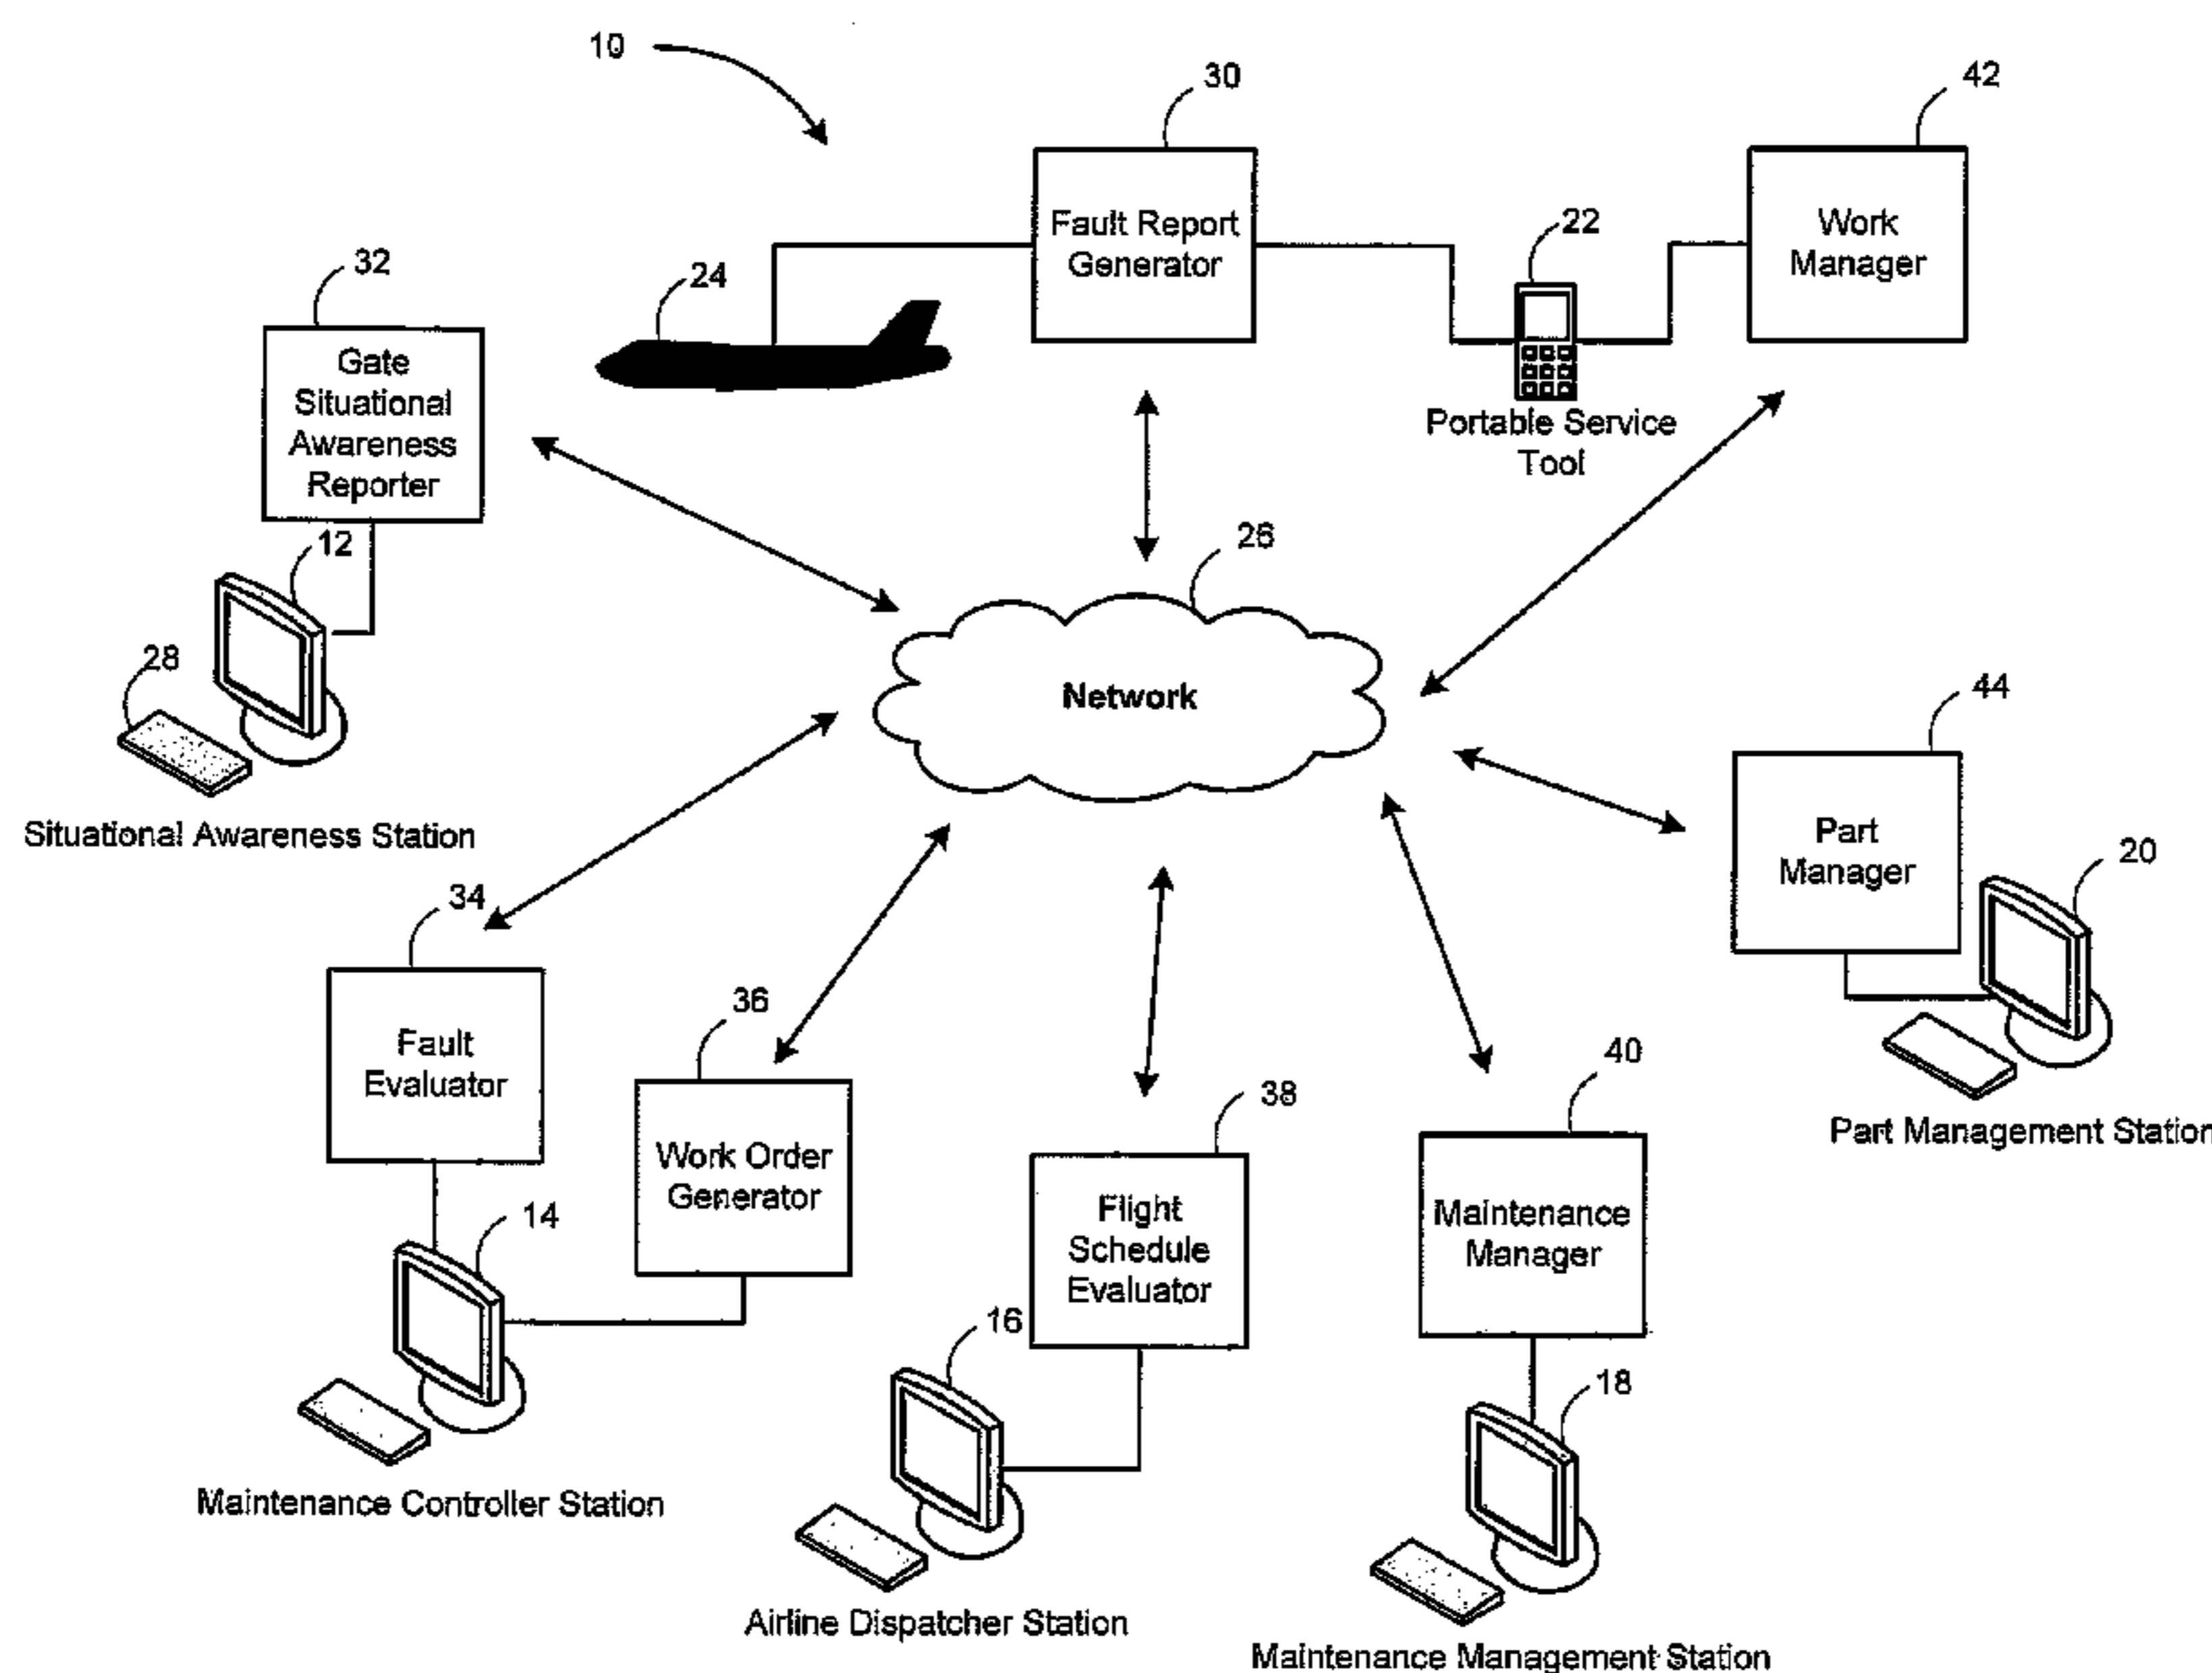 10
30
42
Fault Report
Generator
22
Work
Manager
32
24
Gate
Situational
Awareness
Reporter
Portable Service
Tool
12
26
28
Network
44
Situational Awareness Station
Part
Manager
20
34
Fault
Evaluator
36
40
38
Part Management Station
Work Order
Generator
14
Flight
Schedule
Evaluator
Maintenance
Manager
16
18
Maintenance Controller Station
Airline Dispatcher Station
Maintenance Management Station